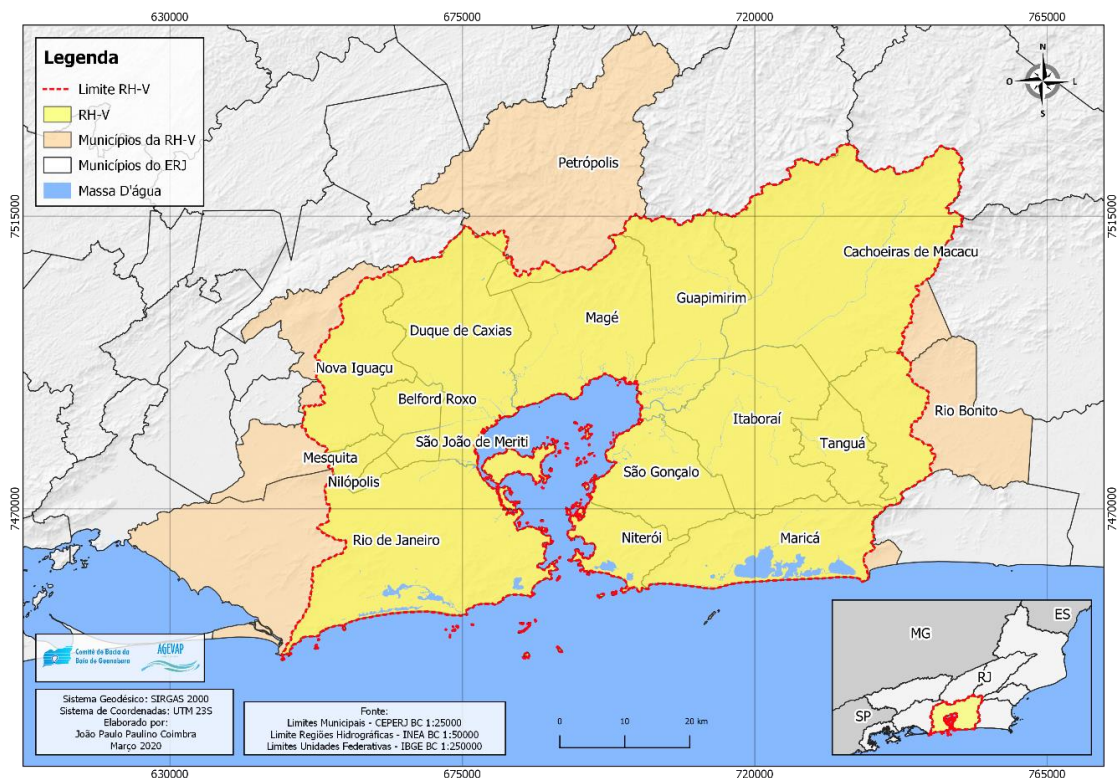 630000
675000
720000
765000
Legenda
Limite RH-V
RH-V
Municípios da RH-V
Municípios do ERJ
Massa D'água
N
O
L
S
7515000
7515000
Petrópolis
Cachoeiras de Macacu
Guapimirim
Magé
Duque de Caxias
Nova Iguaçu
Belford Roxo
Rio Bonito
Itaboraí
São João de Meriti
Tanguá
Mesquita
São Gonçalo
Nilópolis
7470000
7470000
Rio de Janeiro
Niterói
Maricá
Comitê de Bacia da
Baía de Guanabara
AGEVAP
Sistema Geodésico: SIRGAS 2000
Sistema de Coordenadas: UTM 23S
Elaborado por:
João Paulo Paulino Coimbra
Março 2020
Fonte:
Limites Municipais - CEPERJ BC 1:25000
Limite Regiões Hidrográficas - INEA BC 1:50000
Limites Unidades Federativas - IBGE BC 1:250000
0
10
20 km
ES
MG
RJ
SP
630000
675000
720000
765000